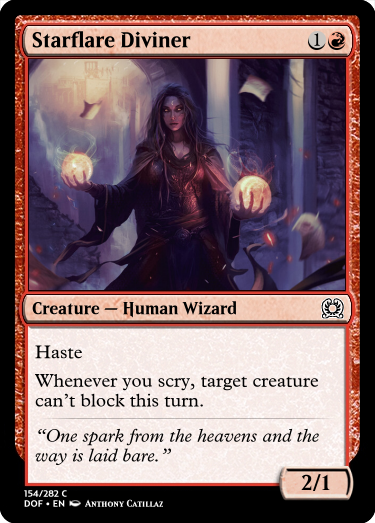 Starflare Diviner 1
Creature — Human Wizard
Haste
Whenever you scry, target creature
can't block this turn.
“One spark from the heavens and the
way is laid bare.”
2/1
154/282 C
DOF • EN Anthony Catillaz